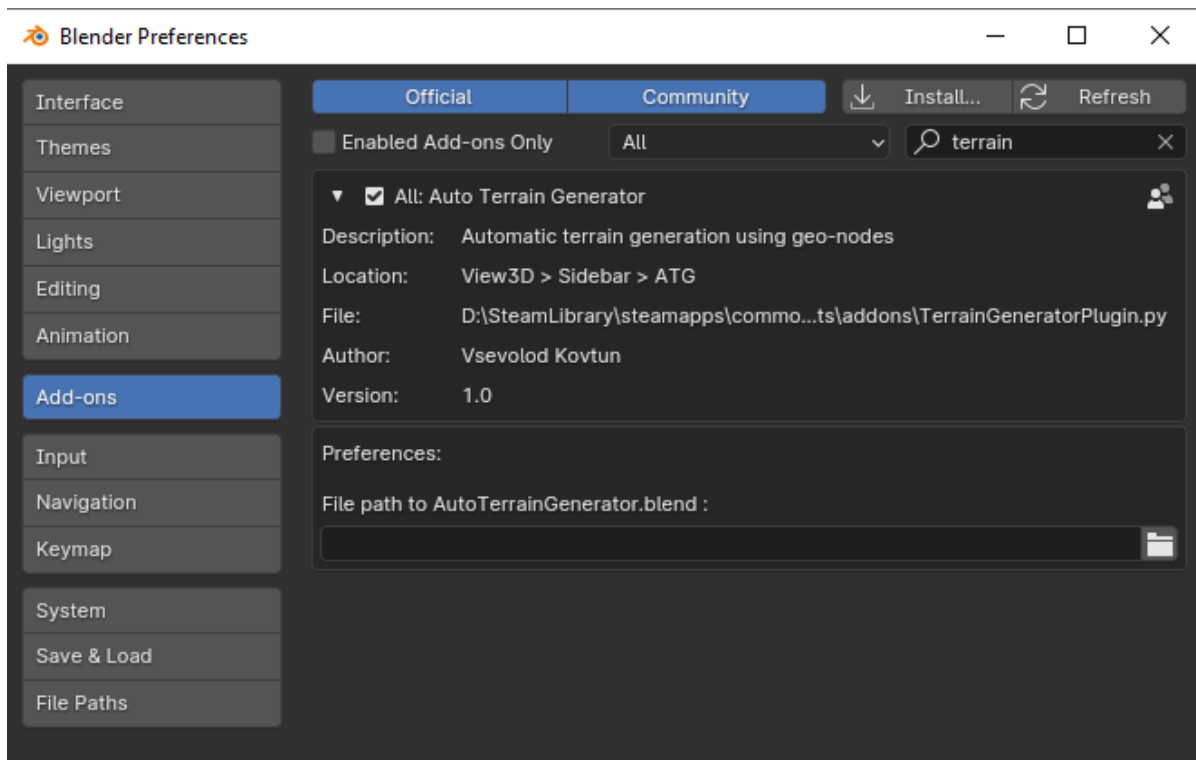 Blender Preferences
Interface
Themes
Viewport
Lights
Editing
Animation
Add-ons
Input
Navigation
Keymap
System
Save & Load
File Paths
Official Community Install... Refresh
Enabled Add-ons Only All terrain
All: Auto Terrain Generator
Description: Automatic terrain generation using geo-nodes
Location: View3D > Sidebar > ATG
File: D:\SteamLibrary\steamapps\commo...ts\addons\TerrainGeneratorPlugin.py
Author: Vsevolod Kovtun
Version: 1.0
Preferences:
File path to AutoTerrainGenerator.blend :